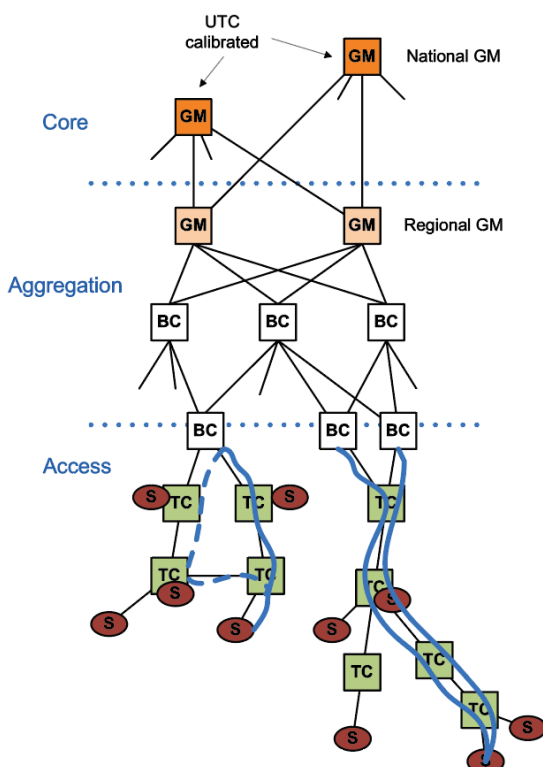 UTC
calibrated
GM
National GM
GM
Core
GM
GM
Regional GM
Aggregation
BC
BC
BC
BC
BC
BC
Access
S
TC
TC
S
TC
TC
TC
S
TC
S
S
S
S
TC
TC
TC
S
S
S